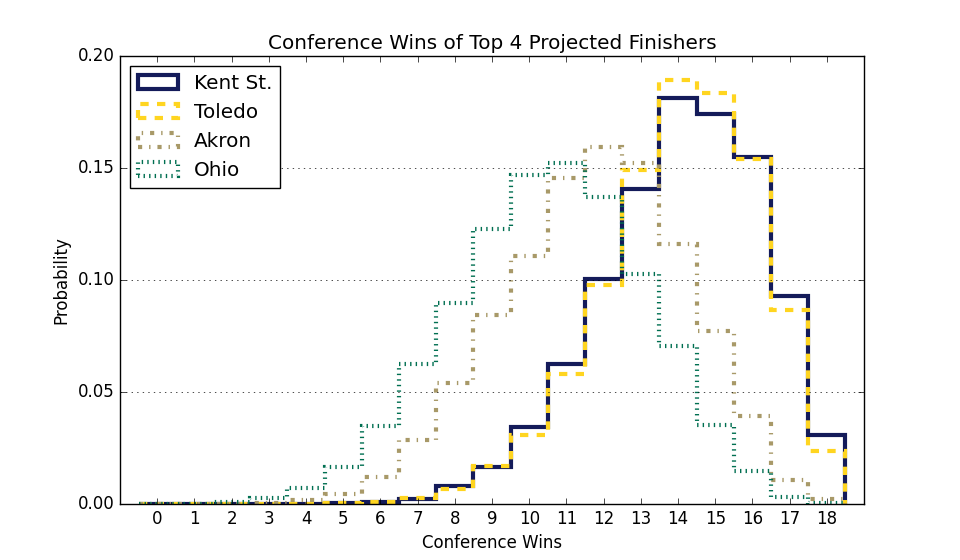 Conference Wins of Top 4 Projected Finishers
Kent St.
Toledo
Akron
Ohio
0.20
0.15
0.10
0.05
0.00
Probability
0 1 2 3 4 5 6 7 8 9 10 11 12 13 14 15 16 17 18
Conference Wins